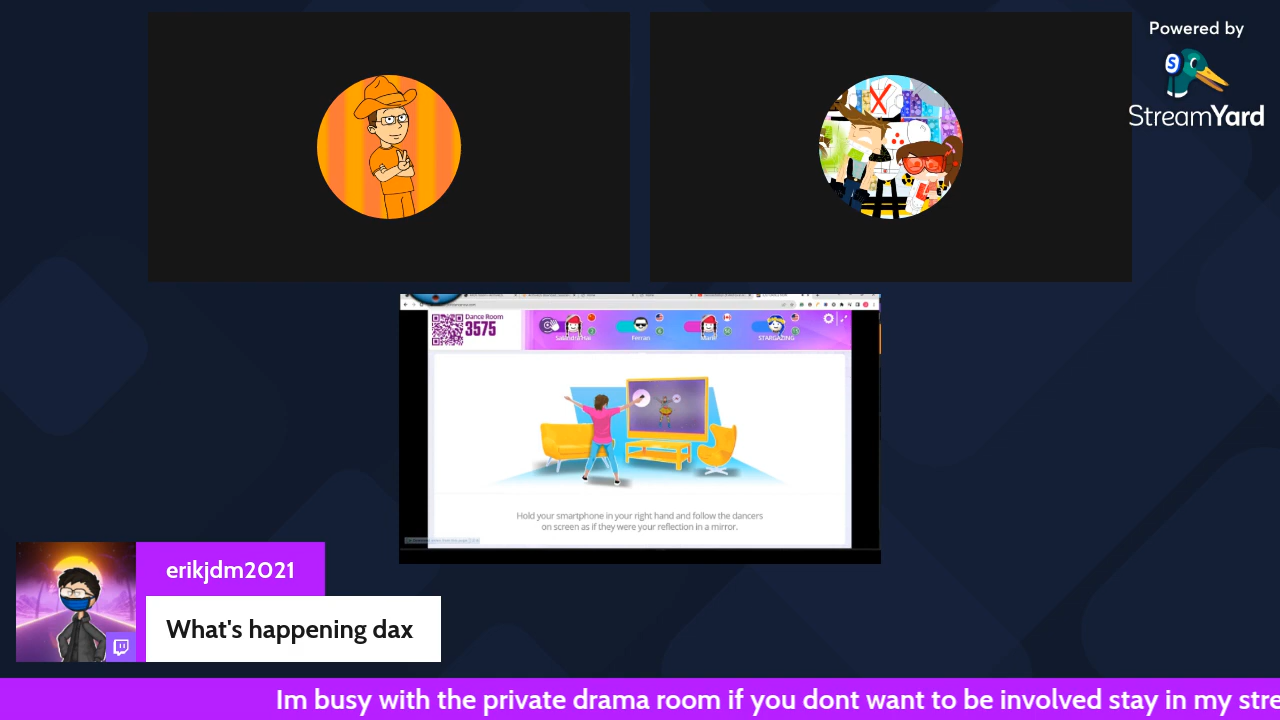 Powered by
S
StreamYard
Dance Room
3575
Ferran
STARGAZING
Hold your smartphone in your right hand and follow the dancers
on screen as if they were your reflection in a mirror.
erikjdm2021
What's happening dax
Im busy with the private drama room if you dont want to be involved stay in my stre